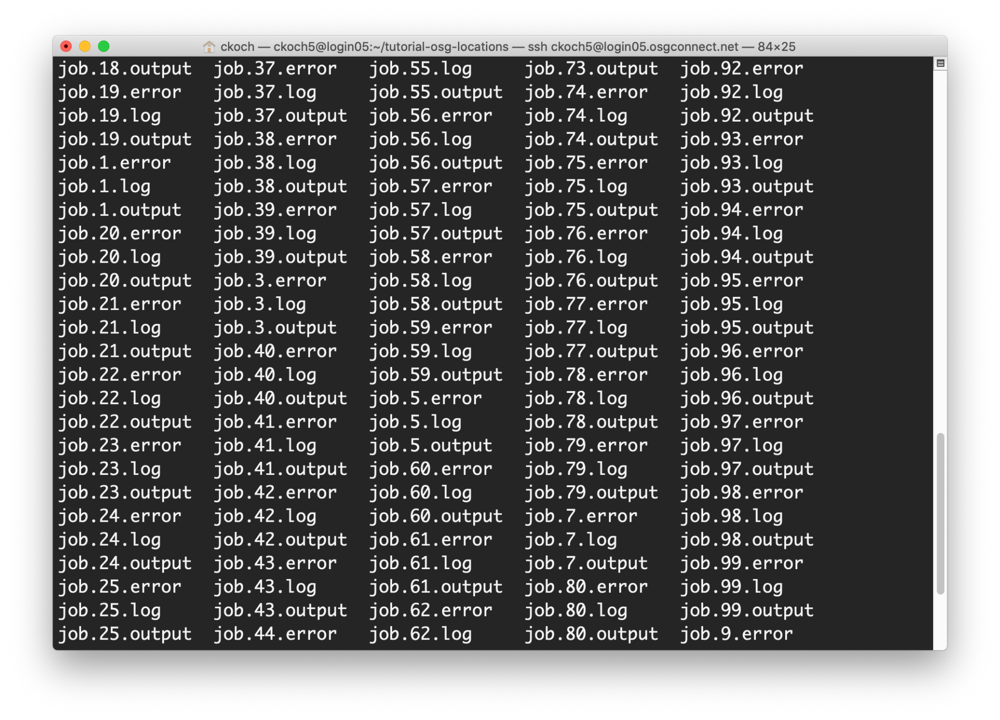 ckoch — ckoch5@login05:~/tutorial-osg-locations — ssh ckoch5@login05.osgconnect.net — 84×25
job.18.output  job.37.error   job.55.log     job.73.output  job.92.error
job.19.error   job.37.log     job.55.output  job.74.error   job.92.log
job.19.log     job.37.output  job.56.error   job.74.log     job.92.output
job.19.output  job.38.error   job.56.log     job.74.output  job.93.error
job.1.error    job.38.log     job.56.output  job.75.error   job.93.log
job.1.log      job.38.output  job.57.error   job.75.log     job.93.output
job.1.output   job.39.error   job.57.log     job.75.output  job.94.error
job.20.error   job.39.log     job.57.output  job.76.error   job.94.log
job.20.log     job.39.output  job.58.error   job.76.log     job.94.output
job.20.output  job.3.error    job.58.log     job.76.output  job.95.error
job.21.error   job.3.log      job.58.output  job.77.error   job.95.log
job.21.log     job.3.output   job.59.error   job.77.log     job.95.output
job.21.output  job.40.error   job.59.log     job.77.output  job.96.error
job.22.error   job.40.log     job.59.output  job.78.error   job.96.log
job.22.log     job.40.output  job.5.error    job.78.log     job.96.output
job.22.output  job.41.error   job.5.log      job.78.output  job.97.error
job.23.error   job.41.log     job.5.output   job.79.error   job.97.log
job.23.log     job.41.output  job.60.error   job.79.log     job.97.output
job.23.output  job.42.error   job.60.log     job.79.output  job.98.error
job.24.error   job.42.log     job.60.output  job.7.error    job.98.log
job.24.log     job.42.output  job.61.error   job.7.log      job.98.output
job.24.output  job.43.error   job.61.log     job.7.output   job.99.error
job.25.error   job.43.log     job.61.output  job.80.error   job.99.log
job.25.log     job.43.output  job.62.error   job.80.log     job.99.output
job.25.output  job.44.error   job.62.log     job.80.output  job.9.error